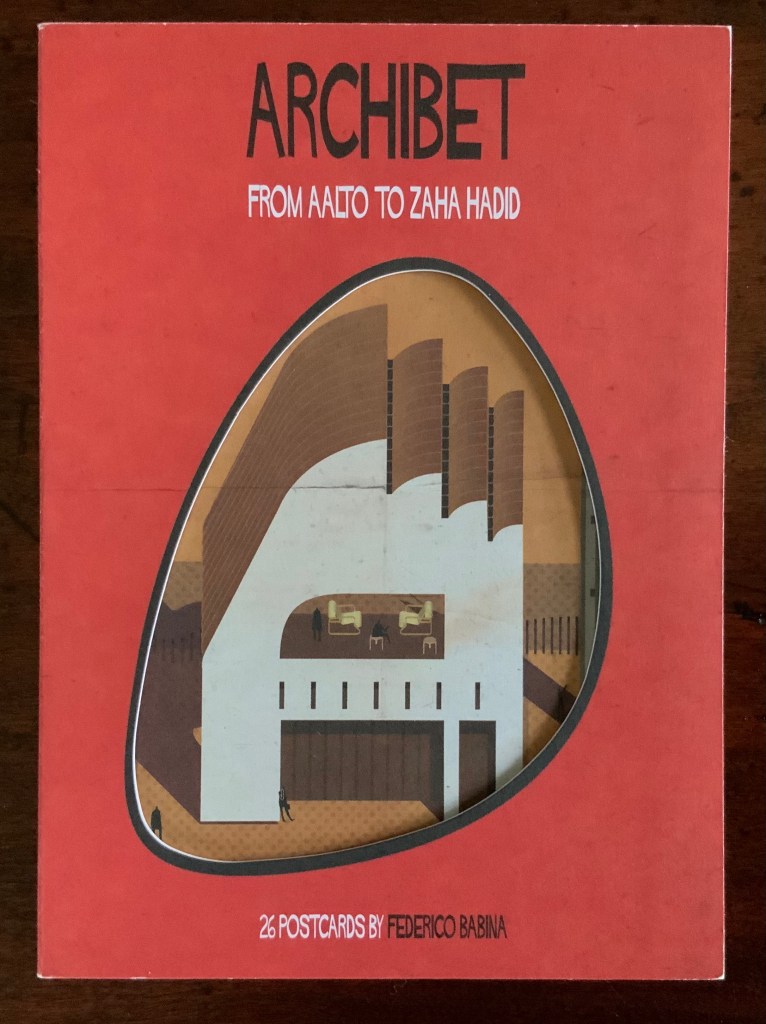 ARCHIBET
FROM AALTO TO ZAHA HADID
26 POSTCARDS BY FEDERICO BABINA